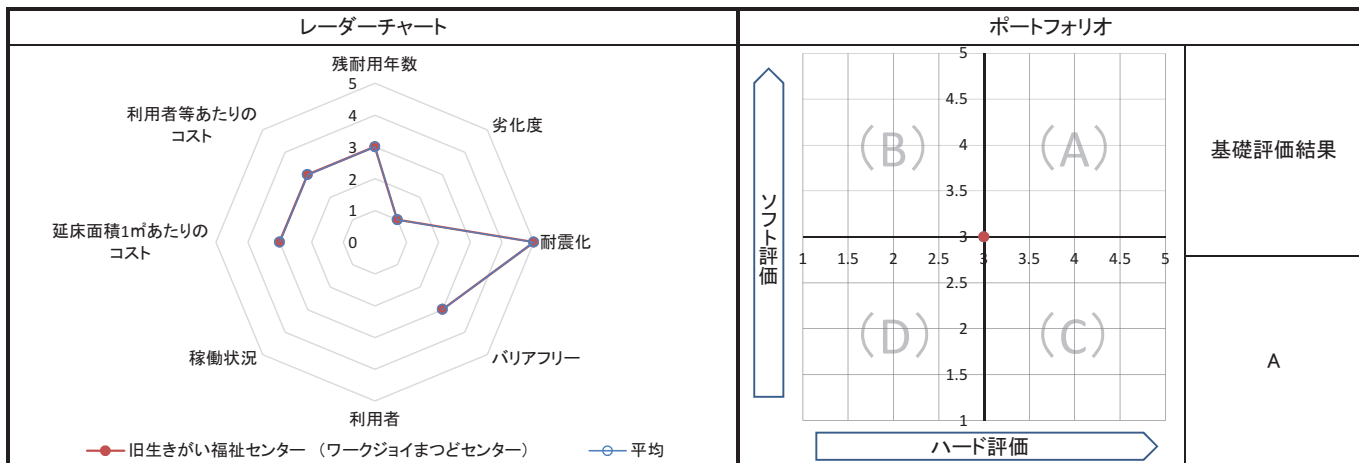 レーダーチャート
残耐用年数
劣化度
耐震化
バリアフリー
利用者
稼働状況
延床面積1㎡あたりの
コスト
利用者等あたりの
コスト
5
4
3
2
1
0
旧生きがい福祉センター （ワークジョイまつどセンター）
平均
ポートフォリオ
ソフト評価
5
4.5
4
3.5
3
2.5
2
1.5
1
1
1.5
2
2.5
3
3.5
4
4.5
5
（B）
（A）
（D）
（C）
ハード評価
基礎評価結果
A